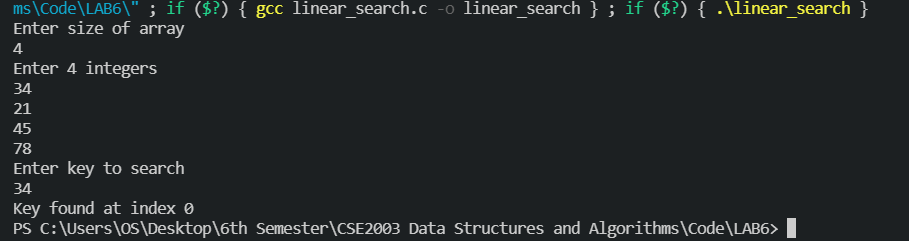 ms\Code\LAB6\" ; if ($?) { gcc linear_search.c -o linear_search } ; if ($?) { .\linear_search }
Enter size of array
4
Enter 4 integers
34
21
45
78
Enter key to search
34
Key found at index 0
PS C:\Users\OS\Desktop\6th Semester\CSE2003 Data Structures and Algorithms\Code\LAB6>